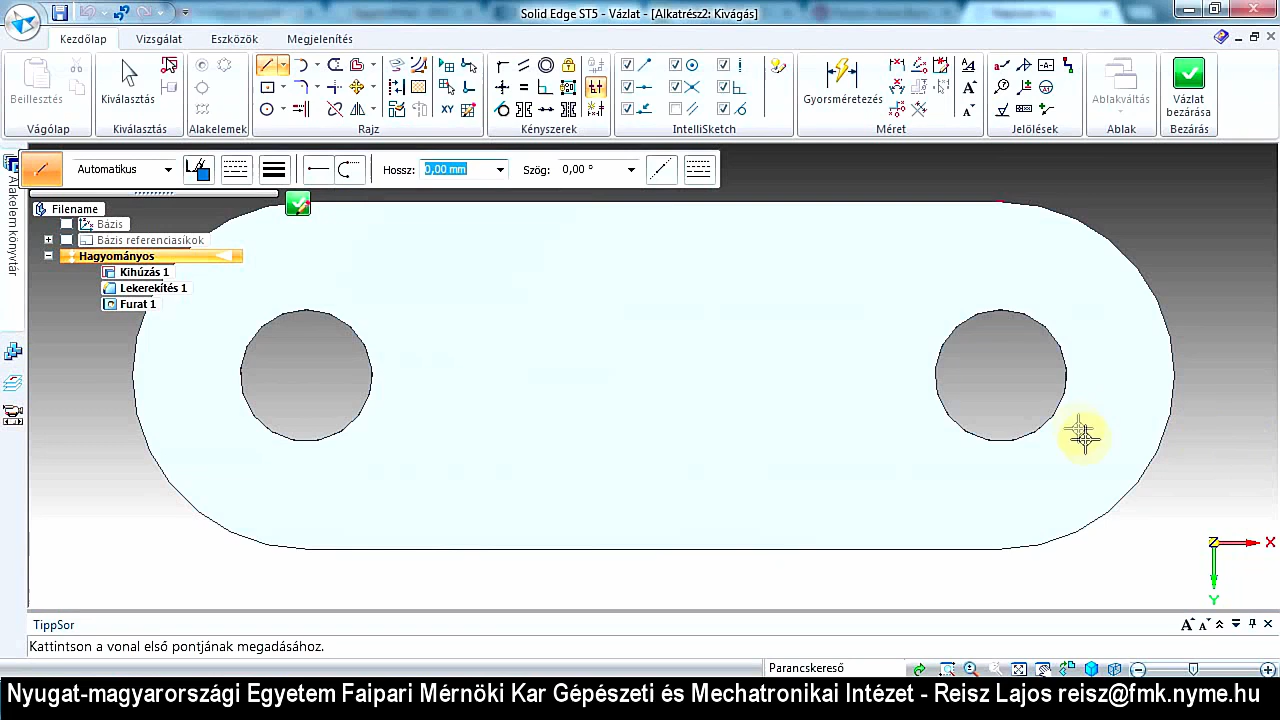 Solid Edge ST5 - Vázlat - [Alkatrész2: Kivágás]
Kezdőlap Vizsgálat Eszközök Megjelenítés
Beillesztés Kiválasztás Gyorsméretezés Ablakváltás Vázlat bezárása
Vágólap Kiválasztás Alakelemek Rajz Kényszerek IntelliSketch Méret Jelölések Ablak Bezárás
Automatikus Hossz: 0,00 mm Szög: 0,00 °
Alakelem könyvtár
Filename
Bázis
Bázis referenciasíkok
Hagyományos
Kihúzás 1
Lekerekítés 1
Furat 1
X
Y
TippSor
Kattintson a vonal első pontjának megadásához.
Parancskereső
Nyugat-magyarországi Egyetem Faipari Mérnöki Kar Gépészeti és Mechatronikai Intézet - Reisz Lajos reisz@fmk.nyme.hu